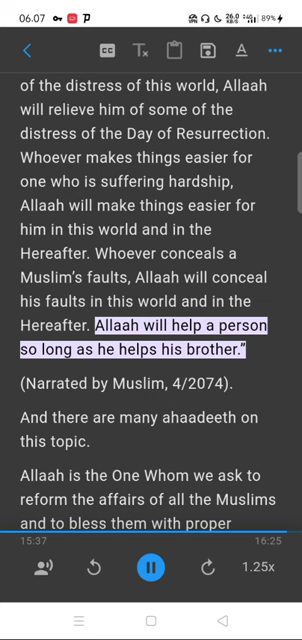 06.07
26.0
KB/S
89%
CC
of the distress of this world, Allaah
will relieve him of some of the
distress of the Day of Resurrection.
Whoever makes things easier for
one who is suffering hardship,
Allaah will make things easier for
him in this world and in the
Hereafter. Whoever conceals a
Muslim’s faults, Allaah will conceal
his faults in this world and in the
Hereafter. Allaah will help a person
so long as he helps his brother.”
(Narrated by Muslim, 4/2074).
And there are many ahaadeeth on
this topic.
Allaah is the One Whom we ask to
reform the affairs of all the Muslims
and to bless them with proper
15:37
16:25
1.25x